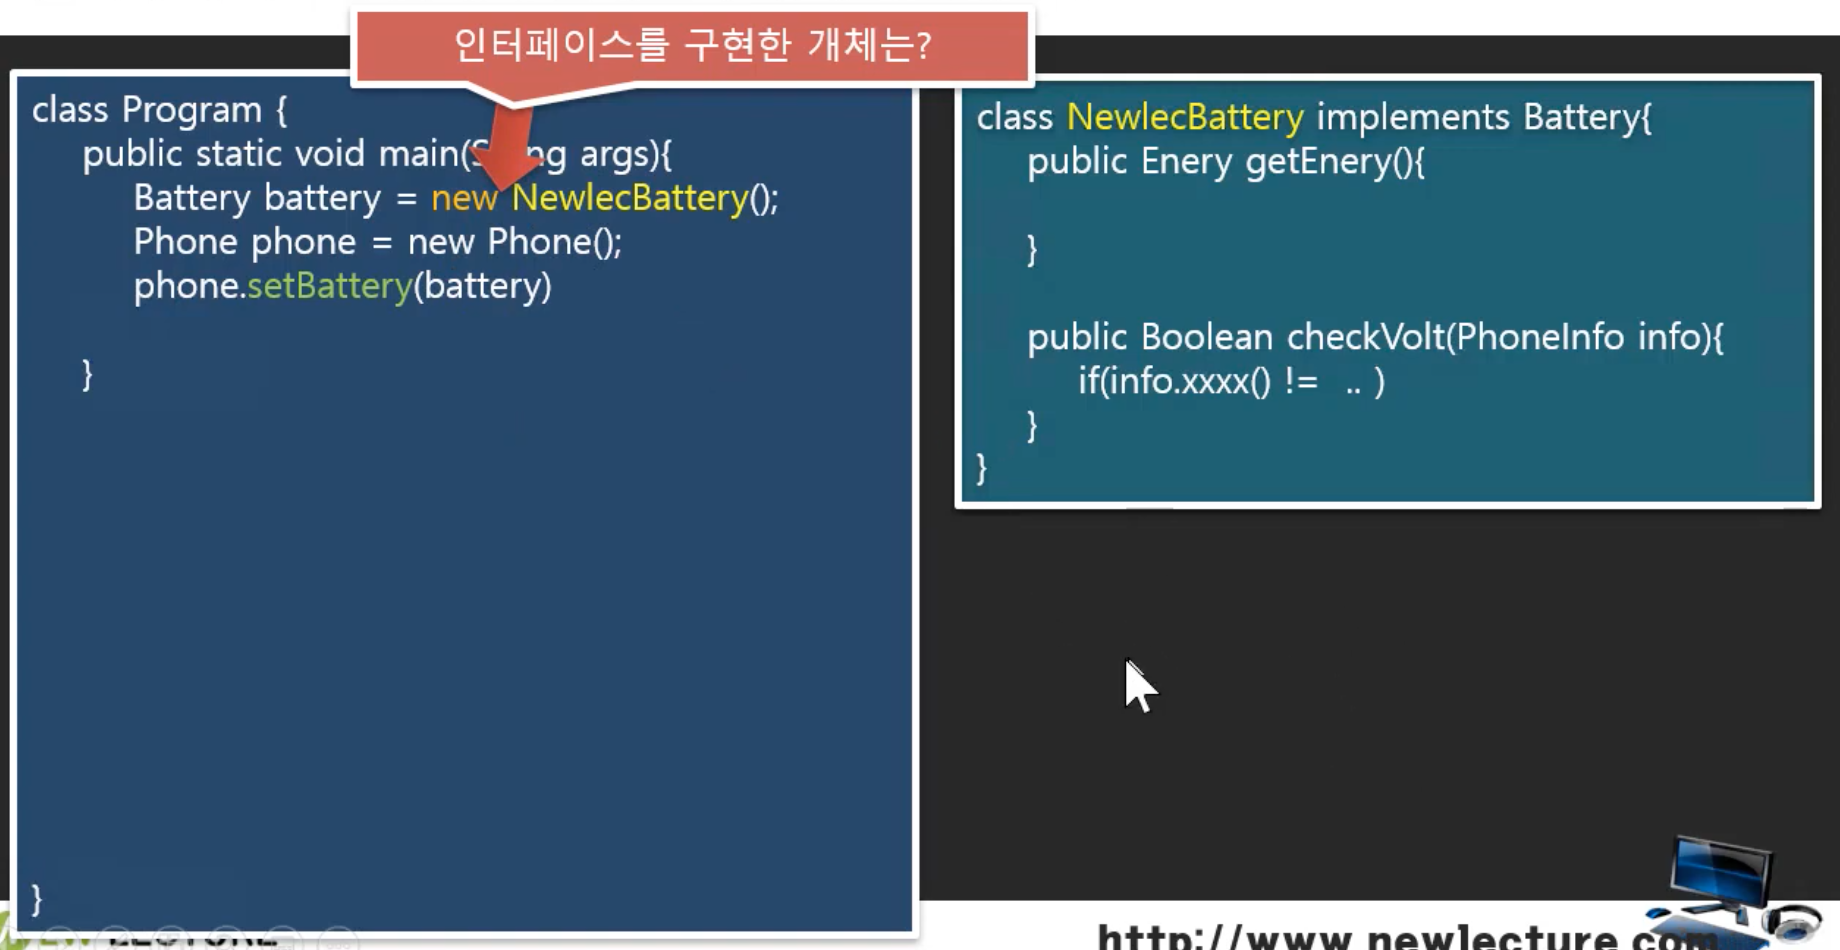 인터페이스를 구현한 개체는?
class Program {
public static void main( ng args){
Battery battery = new NewlecBattery();
Phone phone = new Phone();
phone.setBattery(battery)
}
}
class NewlecBattery implements Battery{
public Enery getEnery(){
}
public Boolean checkVolt(PhoneInfo info){
if(info.xxxx() != .. )
}
}
http://www.newlecture.com